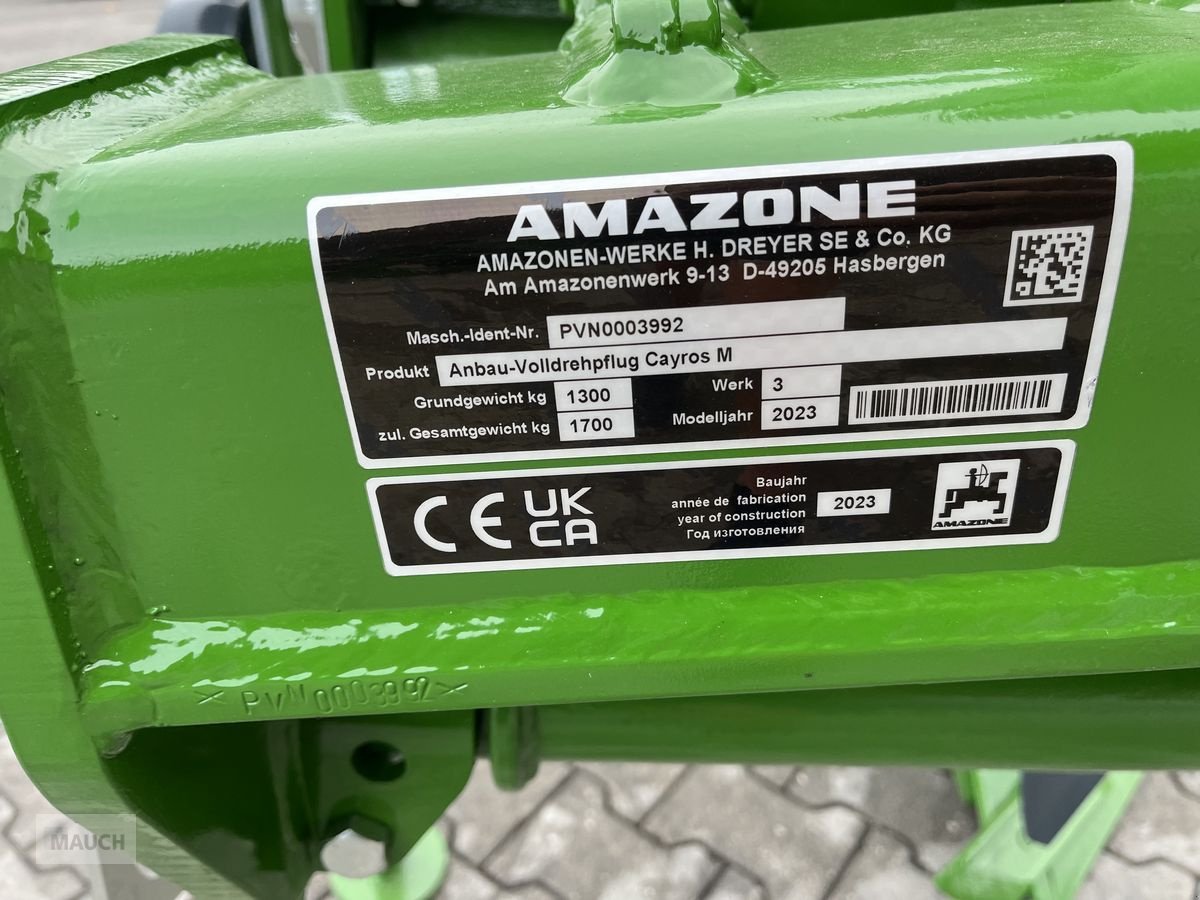 AMAZONE
AMAZONEN-WERKE H. DREYER SE & Co. KG
Am Amazonenwerk 9-13 D-49205 Hasbergen
Masch.-Ident-Nr. PVN0003992
Produkt Anbau-Volldrehpflug Cayros M
Grundgewicht kg 1300 Werk 3
zul. Gesamtgewicht kg 1700 Modelljahr 2023
CE UK CA
Baujahr
année de fabrication
year of construction
Год изготовления
2023
AMAZONE
PVN0003992
MAUCH